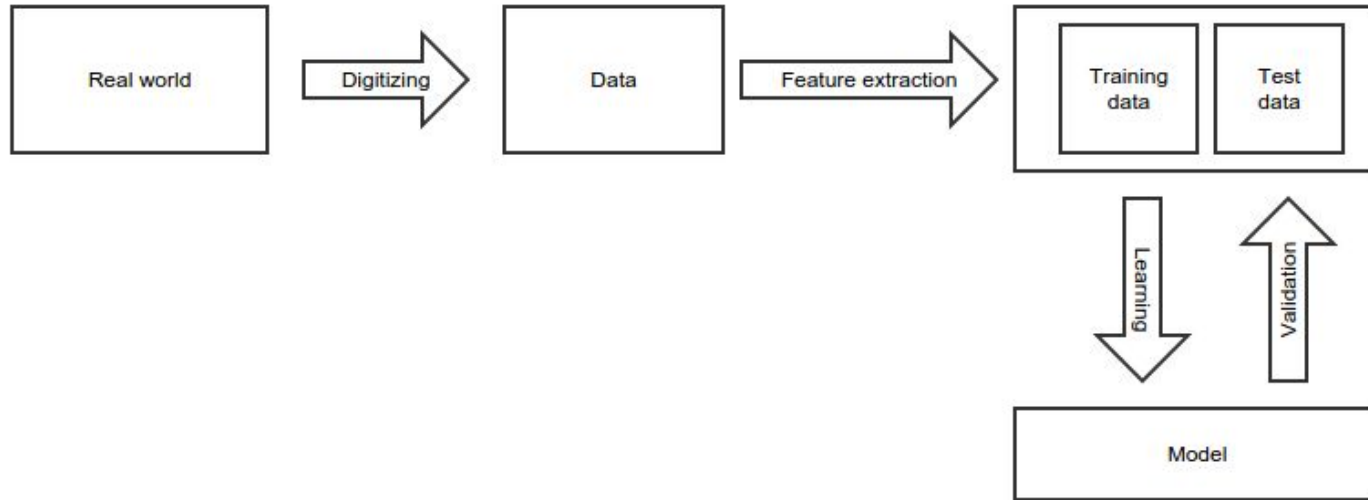 Real world
Digitizing
Data
Feature extraction
Training
data
Test
data
Learning
Validation
Model